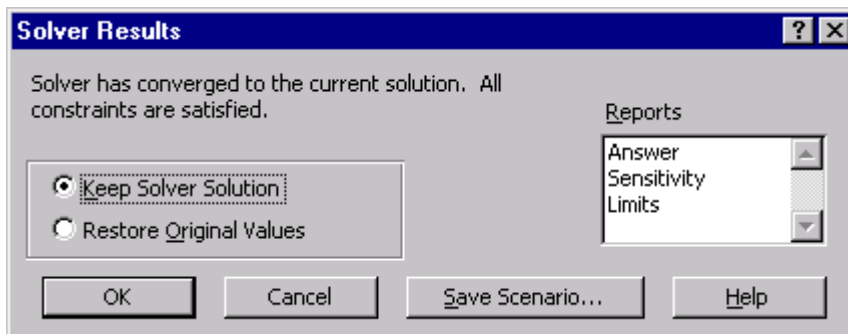 Solver Results
Solver has converged to the current solution. All
constraints are satisfied.
Reports
Answer
Sensitivity
Limits
Keep Solver Solution
Restore Original Values
OK Cancel Save Scenario... Help